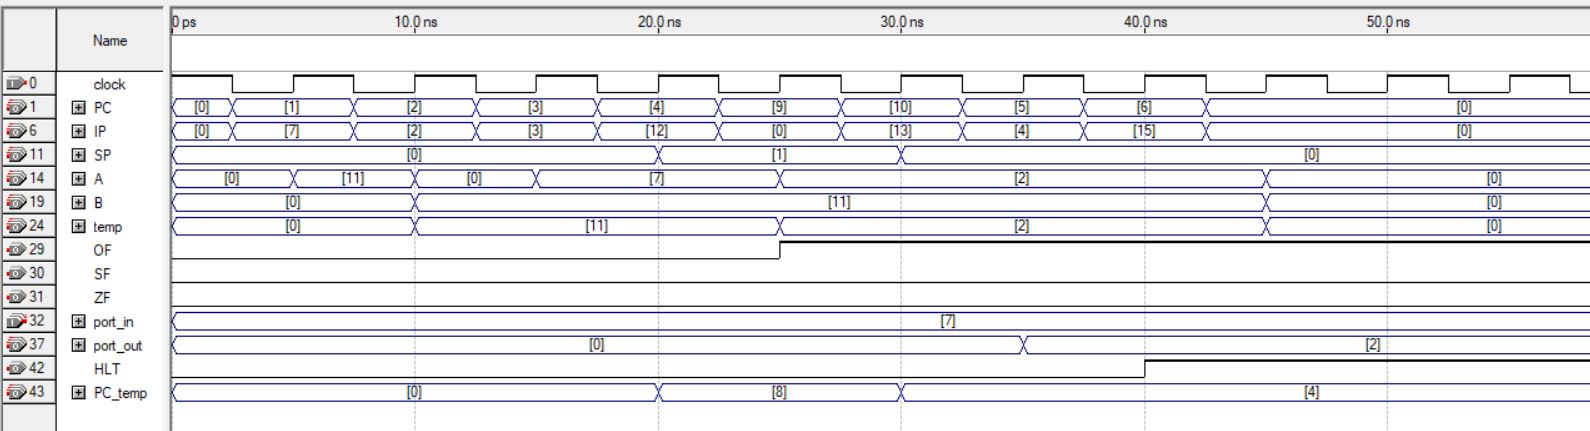 0 ps 10.0 ns 20.0 ns 30.0 ns 40.0 ns 50.0 ns
Name
0 clock
1 PC [0] [1] [2] [3] [4] [9] [10] [5] [6] [0]
6 IP [0] [7] [2] [3] [12] [0] [13] [4] [15] [0]
11 SP [0] [1] [0]
14 A [0] [11] [0] [7] [2] [0]
19 B [0] [11] [0]
24 temp [0] [11] [2] [0]
29 OF
30 SF
31 ZF
32 port_in [7]
37 port_out [0] [2]
42 HLT
43 PC_temp [0] [8] [4]